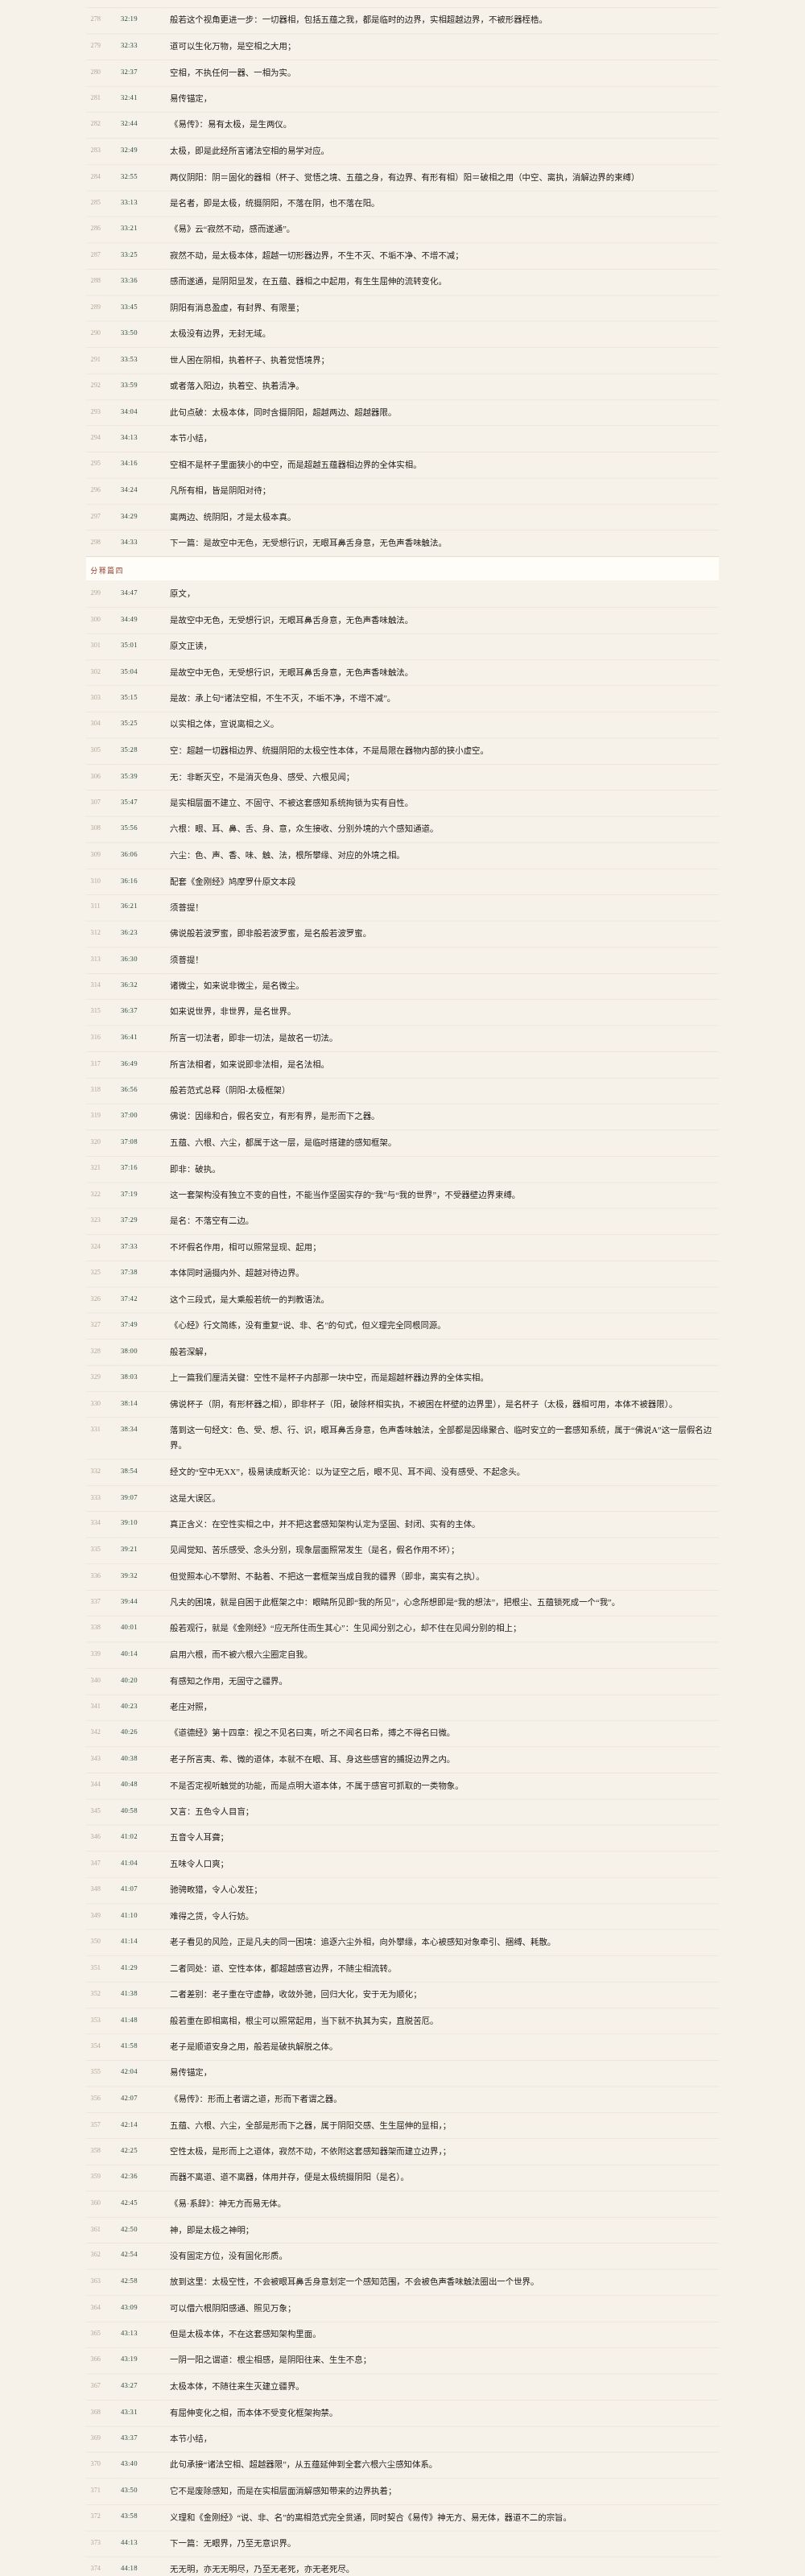 278 32:19 般若这个视角更进一步：一切器相，包括五蕴之我，都是临时的边界，实相超越边界，不被形器桎梏。
279 32:33 道可以生化万物，是空相之大用；
280 32:37 空相，不执任何一器、一相为实。
281 32:41 易传锚定，
282 32:44 《易传》：易有太极，是生两仪。
283 32:49 太极，即是此经所言诸法空相的易学对应。
284 32:55 两仪阴阳：阴＝固化的器相（杯子、觉悟之境、五蕴之身，有边界、有形有相）阳＝破相之用（中空、离执，消解边界的束缚）
285 33:13 是名者，即是太极，统摄阴阳，不落在阴，也不落在阳。
286 33:21 《易》云“寂然不动，感而遂通”。
287 33:25 寂然不动，是太极本体，超越一切形器边界，不生不灭、不垢不净、不增不减；
288 33:36 感而遂通，是阴阳显发，在五蕴、器相之中起用，有生生屈伸的流转变化。
289 33:45 阴阳有消息盈虚，有封界、有限量；
290 33:50 太极没有边界，无封无域。
291 33:53 世人困在阴相，执着杯子、执着觉悟境界；
292 33:59 或者落入阳边，执着空、执着清净。
293 34:04 此句点破：太极本体，同时含摄阴阳，超越两边、超越器限。
294 34:13 本节小结，
295 34:16 空相不是杯子里面狭小的中空，而是超越五蕴器相边界的全体实相。
296 34:24 凡所有相，皆是阴阳对待；
297 34:29 离两边、统阴阳，才是太极本真。
298 34:33 下一篇：是故空中无色，无受想行识，无眼耳鼻舌身意，无色声香味触法。
分释篇四
299 34:47 原文，
300 34:49 是故空中无色，无受想行识，无眼耳鼻舌身意，无色声香味触法。
301 35:01 原文正读，
302 35:04 是故空中无色，无受想行识，无眼耳鼻舌身意，无色声香味触法。
303 35:15 是故：承上句“诸法空相，不生不灭，不垢不净，不增不减”。
304 35:25 以实相之体，宣说离相之义。
305 35:28 空：超越一切器相边界、统摄阴阳的太极空性本体，不是局限在器物内部的狭小虚空。
306 35:39 无：非断灭空，不是消灭色身、感受、六根见闻；
307 35:47 是实相层面不建立、不固守、不被这套感知系统拘锁为实有自性。
308 35:56 六根：眼、耳、鼻、舌、身、意，众生接收、分别外境的六个感知通道。
309 36:06 六尘：色、声、香、味、触、法，根所攀缘、对应的外境之相。
310 36:16 配套《金刚经》鸠摩罗什原文本段
311 36:21 须菩提！
312 36:23 佛说般若波罗蜜，即非般若波罗蜜，是名般若波罗蜜。
313 36:30 须菩提！
314 36:32 诸微尘，如来说非微尘，是名微尘。
315 36:37 如来说世界，非世界，是名世界。
316 36:41 所言一切法者，即非一切法，是故名一切法。
317 36:49 所言法相者，如来说即非法相，是名法相。
318 36:56 般若范式总释（阴阳-太极框架）
319 37:00 佛说：因缘和合，假名安立，有形有界，是形而下之器。
320 37:08 五蕴、六根、六尘，都属于这一层，是临时搭建的感知框架。
321 37:16 即非：破执。
322 37:19 这一套架构没有独立不变的自性，不能当作坚固实存的“我”与“我的世界”，不受器壁边界束缚。
323 37:29 是名：不落空有二边。
324 37:33 不坏假名作用，相可以照常显现、起用；
325 37:38 本体同时涵摄内外、超越对待边界。
326 37:42 这个三段式，是大乘般若统一的判教语法。
327 37:49 《心经》行文简练，没有重复“说、非、名”的句式，但义理完全同根同源。
328 38:00 般若深解，
329 38:03 上一篇我们厘清关键：空性不是杯子内部那一块中空，而是超越杯器边界的全体实相。
330 38:14 佛说杯子（阴，有形杯器之相），即非杯子（阳，破除杯相实执，不被困在杯壁的边界里），是名杯子（太极，器相可用，本体不被器限）。
331 38:34 落到这一句经文：色、受、想、行、识，眼耳鼻舌身意，色声香味触法，全部都是因缘聚合、临时安立的一套感知系统，属于“佛说A”这一层假名边
界。
332 38:54 经文的“空中无XX”，极易读成断灭论：以为证空之后，眼不见、耳不闻、没有感受、不起念头。
333 39:07 这是大误区。
334 39:10 真正含义：在空性实相之中，并不把这套感知架构认定为坚固、封闭、实有的主体。
335 39:21 见闻觉知、苦乐感受、念头分别，现象层面照常发生（是名，假名作用不坏）；
336 39:32 但觉照本心不攀附、不黏着、不把这一套框架当成自我的疆界（即非，离实有之执）。
337 39:44 凡夫的困境，就是自困于此框架之中：眼睛所见即“我的所见”，心念所想即是“我的想法”，把根尘、五蕴锁死成一个“我”。
338 40:01 般若观行，就是《金刚经》“应无所住而生其心”：生见闻分别之心，却不住在见闻分别的相上；
339 40:14 启用六根，而不被六根六尘圈定自我。
340 40:20 有感知之作用，无固守之疆界。
341 40:23 老庄对照，
342 40:26 《道德经》第十四章：视之不见名曰夷，听之不闻名曰希，搏之不得名曰微。
343 40:38 老子所言夷、希、微的道体，本就不在眼、耳、身这些感官的捕捉边界之内。
344 40:48 不是否定视听触觉的功能，而是点明大道本体，不属于感官可抓取的一类物象。
345 40:58 又言：五色令人目盲；
346 41:02 五音令人耳聋；
347 41:04 五味令人口爽；
348 41:07 驰骋畋猎，令人心发狂；
349 41:10 难得之货，令人行妨。
350 41:14 老子看见的风险，正是凡夫的同一困境：追逐六尘外相，向外攀缘，本心被感知对象牵引、捆缚、耗散。
351 41:29 二者同处：道、空性本体，都超越感官边界，不随尘相流转。
352 41:38 二者差别：老子重在守虚静，收敛外驰，回归大化，安于无为顺化；
353 41:48 般若重在即相离相，根尘可以照常起用，当下就不执其为实，直脱苦厄。
354 41:58 老子是顺道安身之用，般若是破执解脱之体。
355 42:04 易传锚定，
356 42:07 《易传》：形而上者谓之道，形而下者谓之器。
357 42:14 五蕴、六根、六尘，全部是形而下之器，属于阴阳交感、生生屈伸的显相，；
358 42:25 空性太极，是形而上之道体，寂然不动，不依附这套感知器架而建立边界，；
359 42:36 而器不离道、道不离器，体用并存，便是太极统摄阴阳（是名）。
360 42:45 《易·系辞》：神无方而易无体。
361 42:50 神，即是太极之神明；
362 42:54 没有固定方位，没有固化形质。
363 42:58 放到这里：太极空性，不会被眼耳鼻舌身意划定一个感知范围，不会被色声香味触法圈出一个世界。
364 43:09 可以借六根阴阳感通、照见万象；
365 43:13 但是太极本体，不在这套感知架构里面。
366 43:19 一阴一阳之谓道：根尘相感，是阴阳往来、生生不息；
367 43:27 太极本体，不随往来生灭建立疆界。
368 43:31 有屈伸变化之相，而本体不受变化框架拘禁。
369 43:37 本节小结，
370 43:40 此句承接“诸法空相、超越器限”，从五蕴延伸到全套六根六尘感知体系。
371 43:50 它不是废除感知，而是在实相层面消解感知带来的边界执着；
372 43:58 义理和《金刚经》“说、非、名”的离相范式完全贯通，同时契合《易传》神无方、易无体，器道不二的宗旨。
373 44:13 下一篇：无眼界，乃至无意识界。
374 44:18 无无明，亦无无明尽，乃至无老死，亦无老死尽。